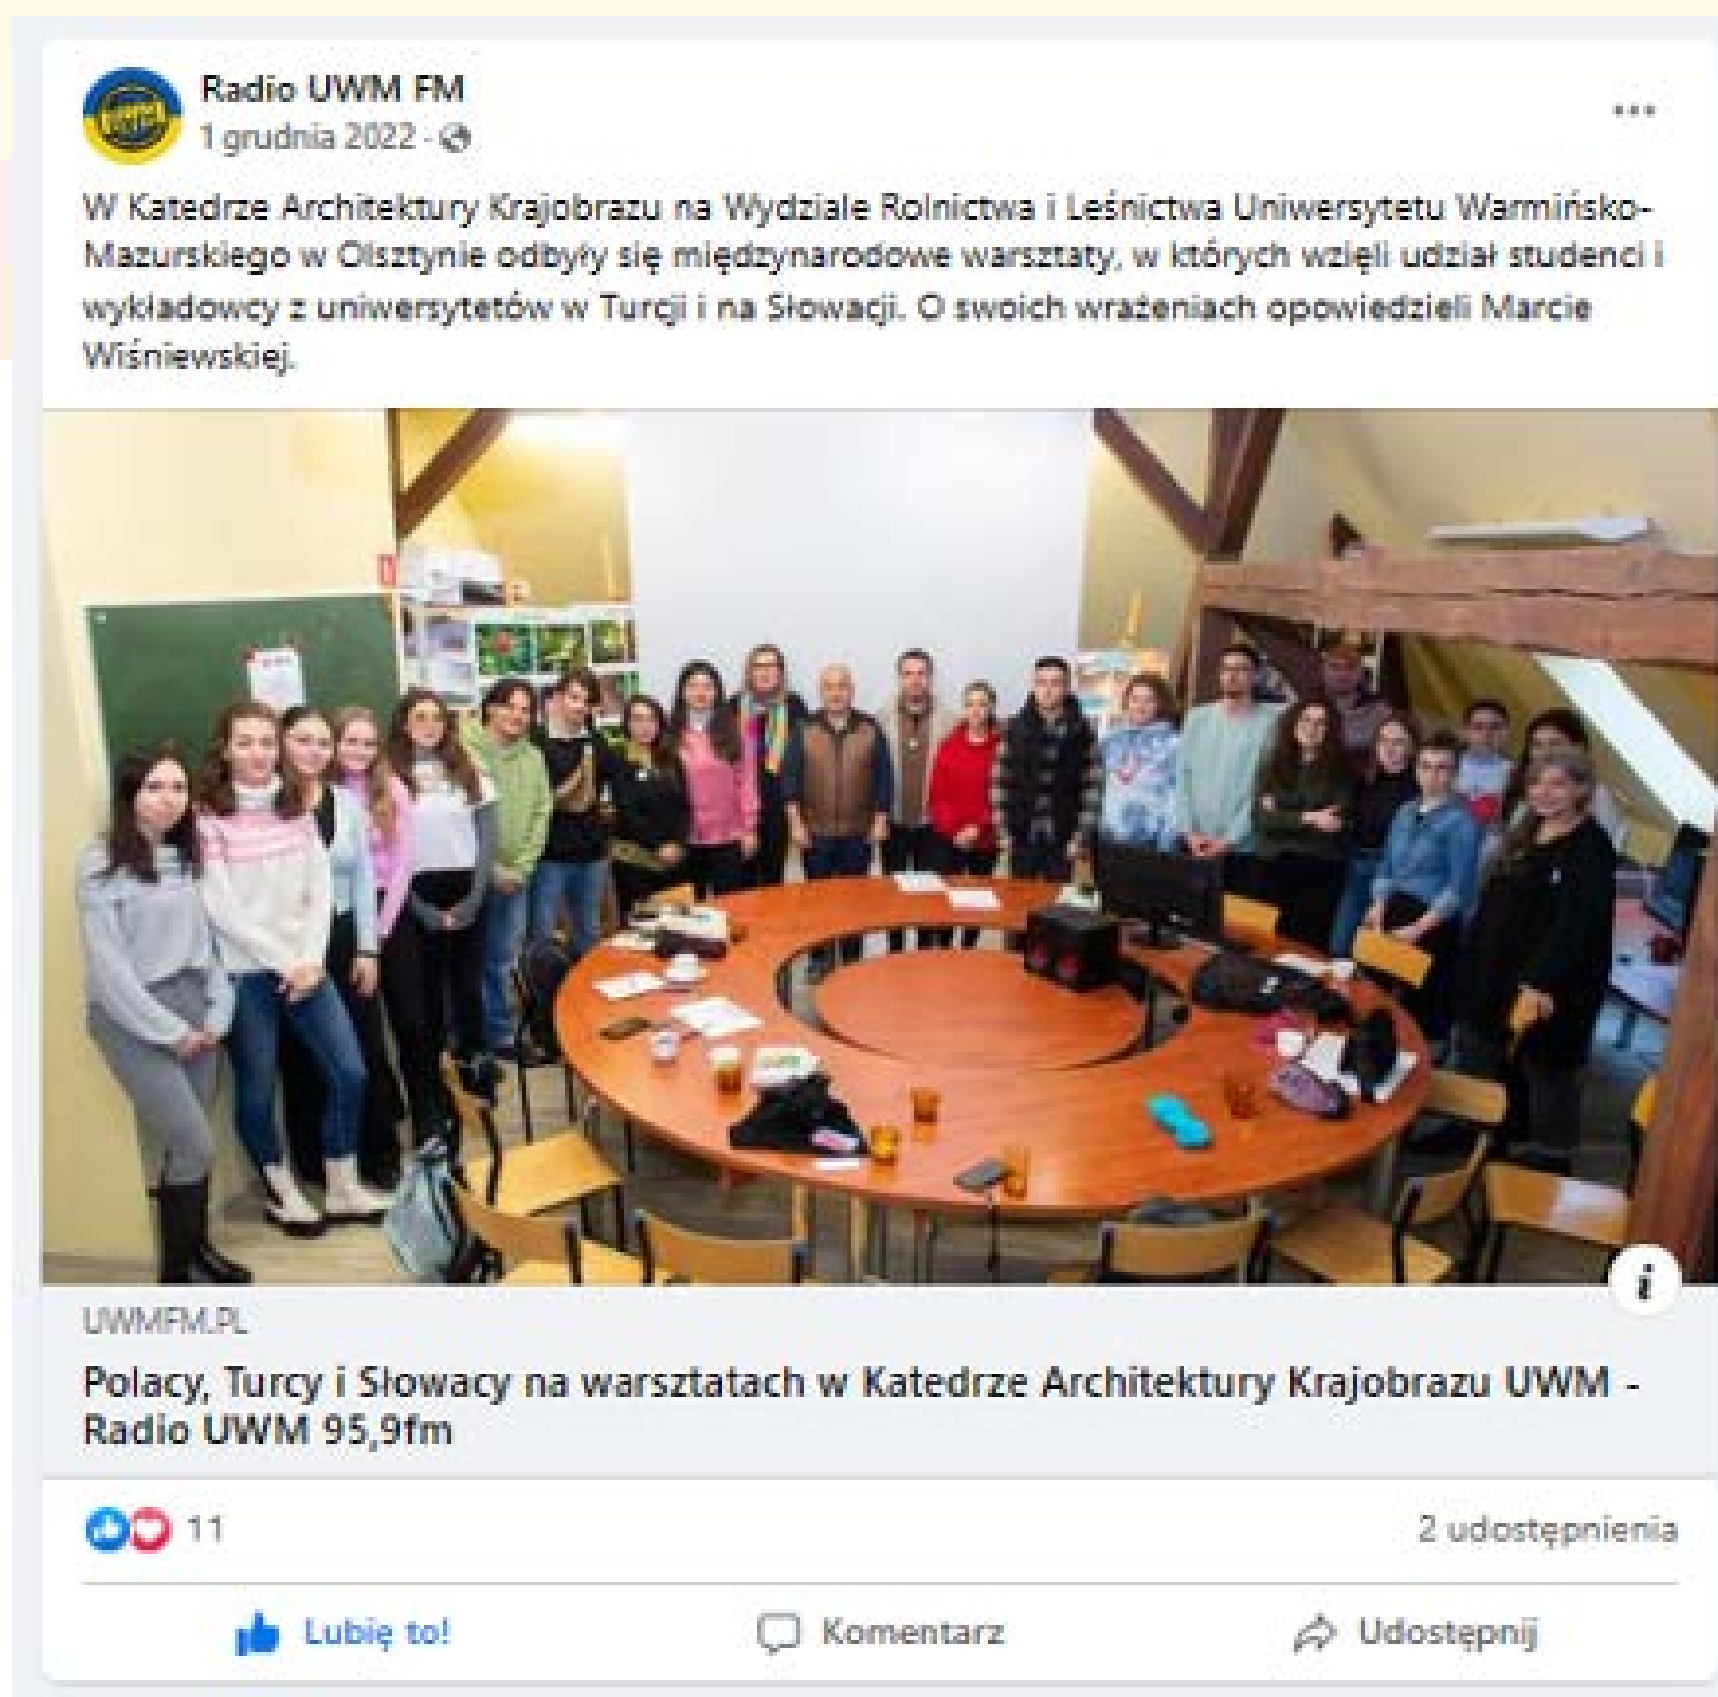 Radio UWM FM
1 grudnia 2022 ·
W Katedrze Architektury Krajobrazu na Wydziale Rolnictwa i Leśnictwa Uniwersytetu Warmińsko-
Mazurskiego w Olsztynie odbyły się międzynarodowe warsztaty, w których wzięli udział studenci i
wykładowcy z uniwersytetów w Turcji i na Słowacji. O swoich wrażeniach opowiedzieli Marcie
Wiśniewskiej.
UWMFM.PL
Polacy, Turcy i Słowacy na warsztatach w Katedrze Architektury Krajobrazu UWM -
Radio UWM 95,9fm
11
2 udostępnienia
Lubię to!
Komentarz
Udostępnij